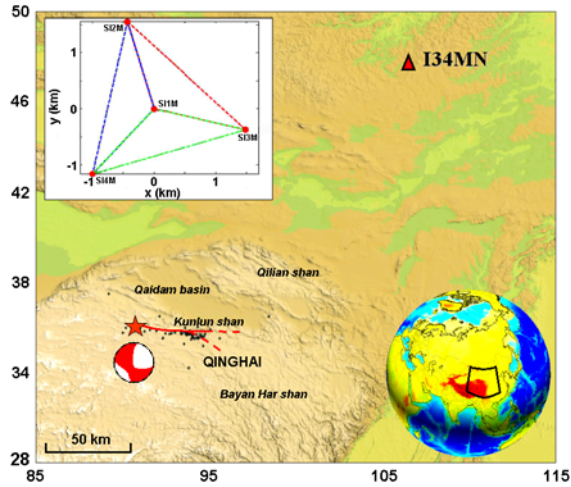 50
46
42
38
34
28
85
95
105
115
I34MN
1
0
-1
-1
0
1
y (km)
x (km)
SI2M
SI1M
SI3M
SI4M
Qilian shan
Qaidam basin
Kunlun shan
QINGHAI
Bayan Har shan
50 km